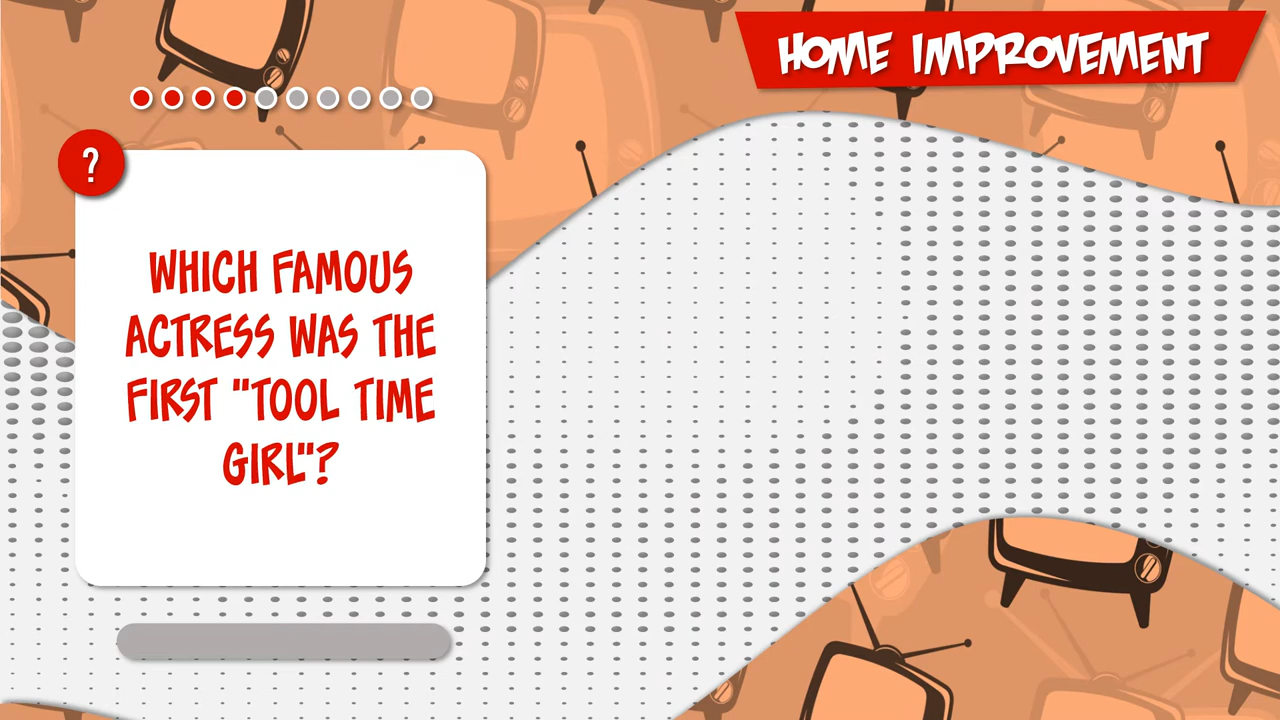 HOME IMPROVEMENT
?
WHICH FAMOUS
ACTRESS WAS THE
FIRST "TOOL TIME
GIRL"?